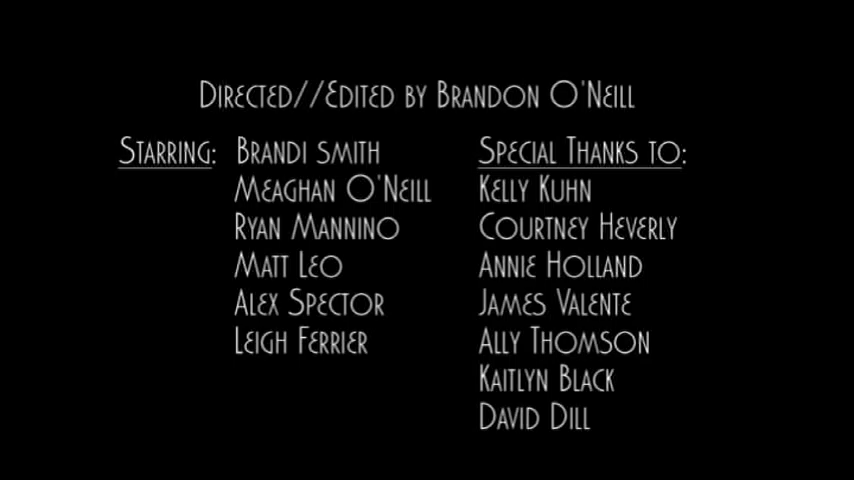 Directed//Edited by Brandon O'Neill
Starring: Brandi smith
Meaghan O'Neill
Ryan Mannino
Matt Leo
Alex Spector
Leigh Ferrier
Special Thanks to:
Kelly Kuhn
Courtney Heverly
Annie Holland
James Valente
Ally Thomson
Kaitlyn Black
David Dill